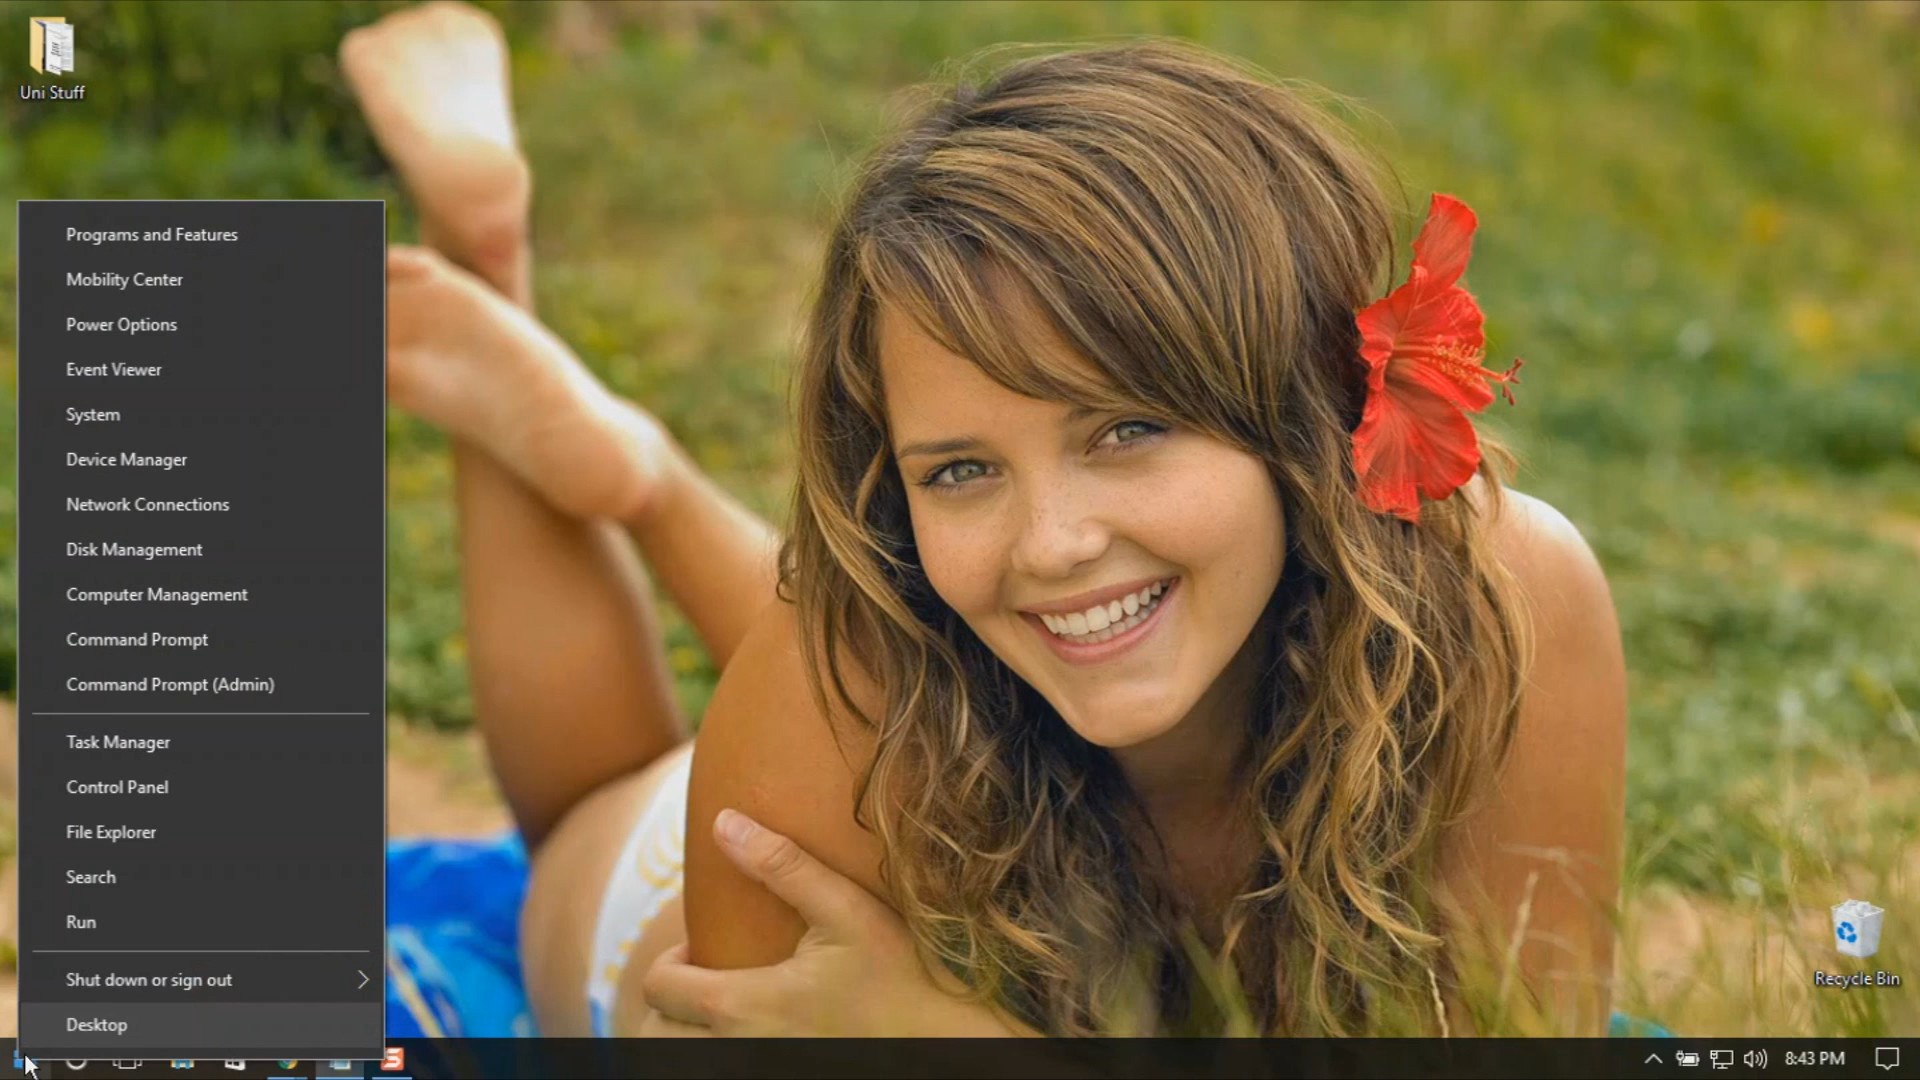 Uni Stuff
Programs and Features
Mobility Center
Power Options
Event Viewer
System
Device Manager
Network Connections
Disk Management
Computer Management
Command Prompt
Command Prompt (Admin)
Task Manager
Control Panel
File Explorer
Search
Run
Shut down or sign out
Desktop
Recycle Bin
8:43 PM